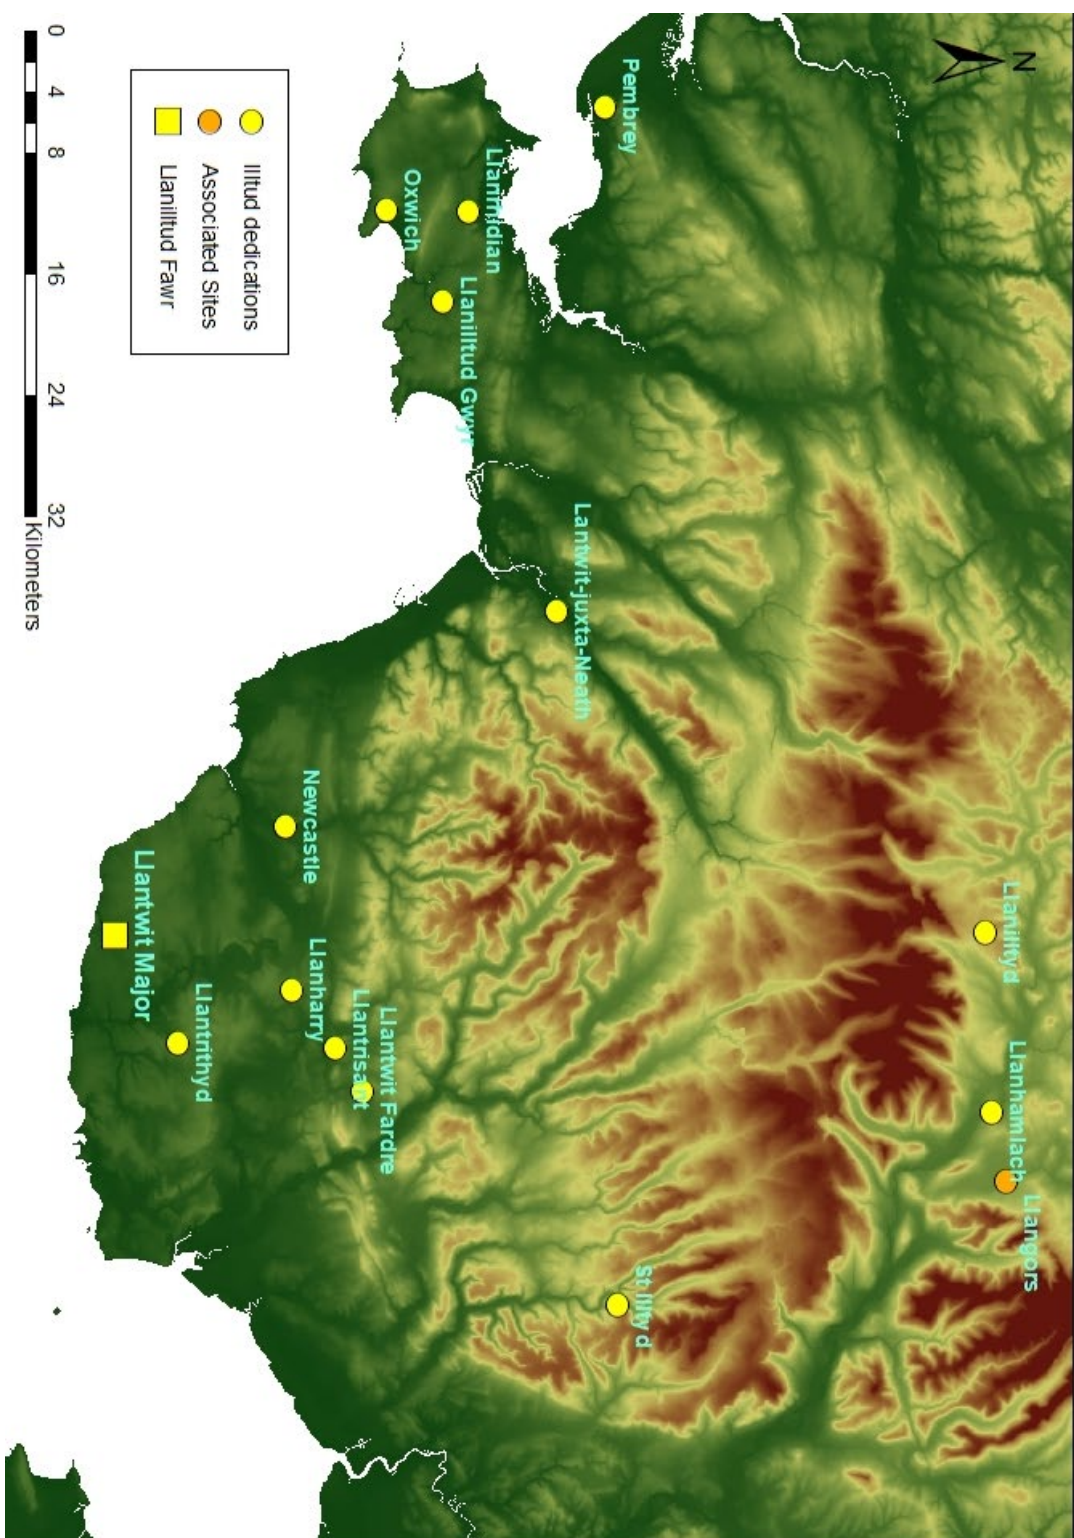 N
Pembrey
Llanrhidian
Oxwich
Llanilltud Gwyr
Lantwit-juxta-Neath
Newcastle
Llantwit Major
Llanharry
Llantrithyd
Llantrisant
Llantwit Fardre
Llanilltyd
Llanhamlach
Llangors
St Illtyd
Illtud dedications
Associated Sites
Llanilltud Fawr
0 4 8 16 24 32
Kilometers